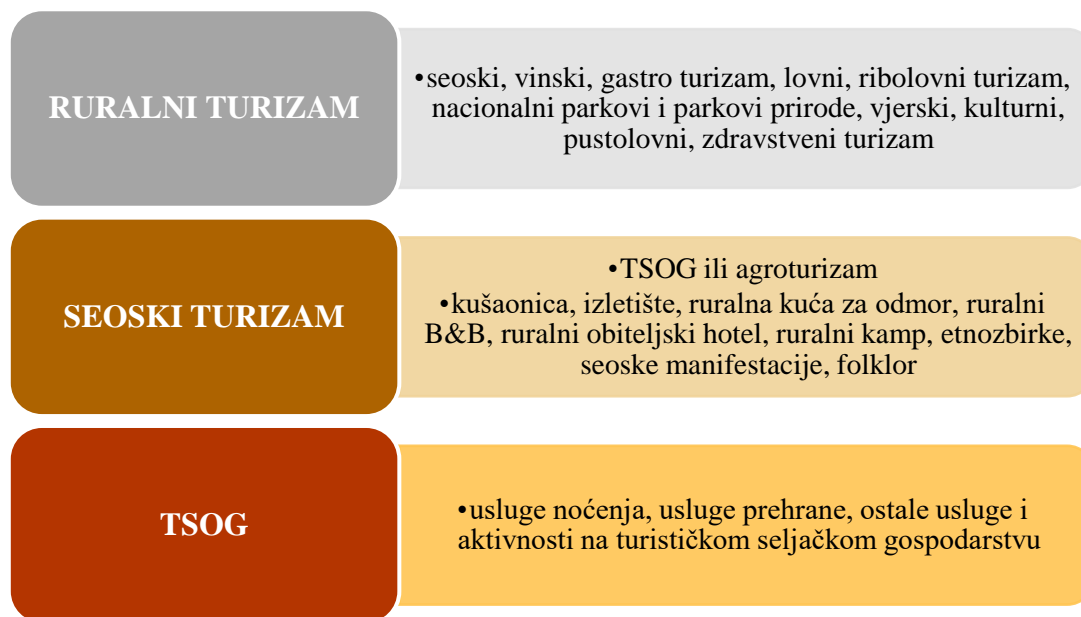 RURALNI TURIZAM
•seoski, vinski, gastro turizam, lovni, ribolovni turizam,
nacionalni parkovi i parkovi prirode, vjerski, kulturni,
pustolovni, zdravstveni turizam
SEOSKI TURIZAM
•TSOG ili agroturizam
•kušaonica, izletište, ruralna kuća za odmor, ruralni
B&B, ruralni obiteljski hotel, ruralni kamp, etnozbirke,
seoske manifestacije, folklor
TSOG
•usluge noćenja, usluge prehrane, ostale usluge i
aktivnosti na turističkom seljačkom gospodarstvu